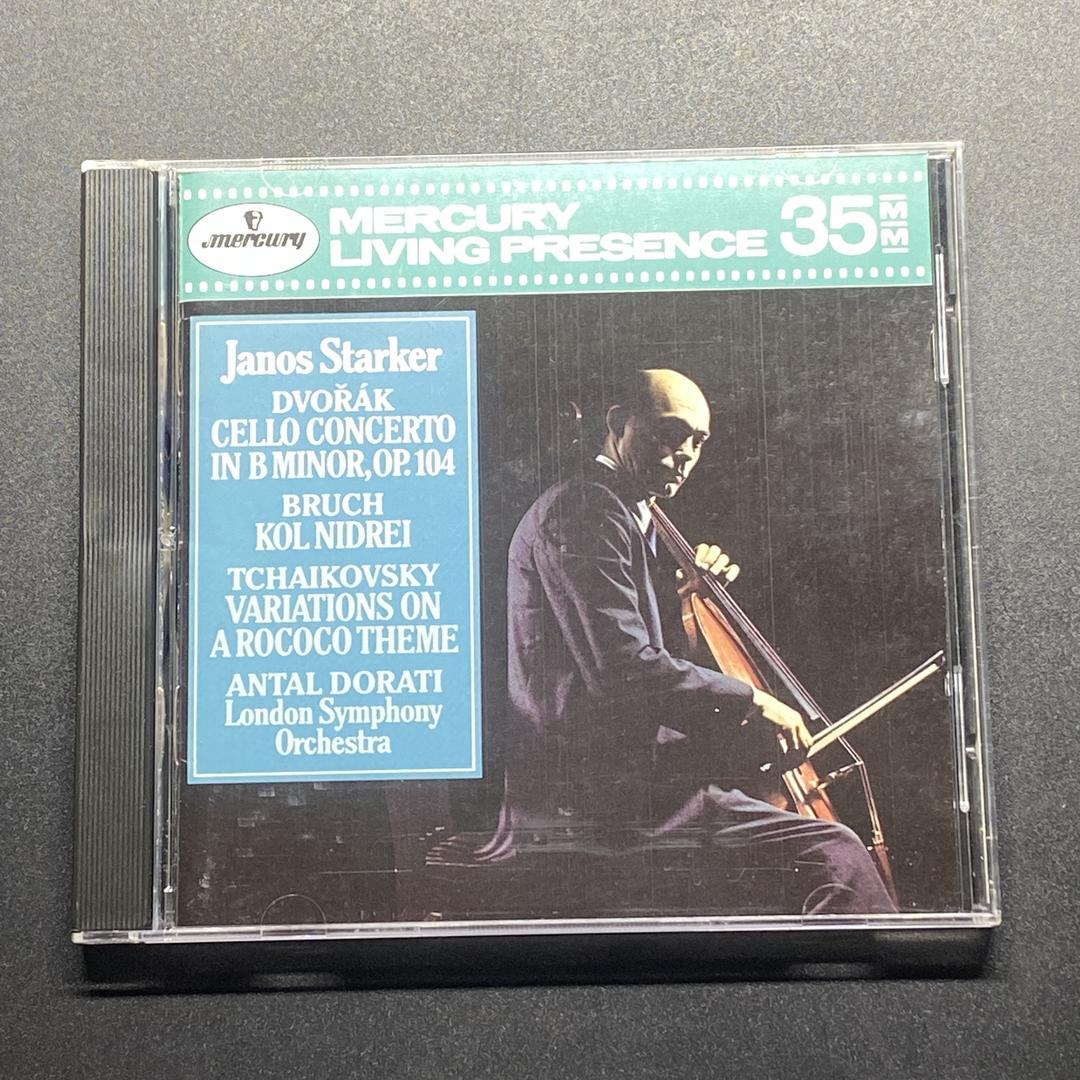 mercury
MERCURY
LIVING PRESENCE
35
MM
Janos Starker
DVOŘÁK
CELLO CONCERTO
IN B MINOR, OP. 104
BRUCH
KOL NIDREI
TCHAIKOVSKY
VARIATIONS ON
A ROCOCO THEME
ANTAL DORATI
London Symphony
Orchestra